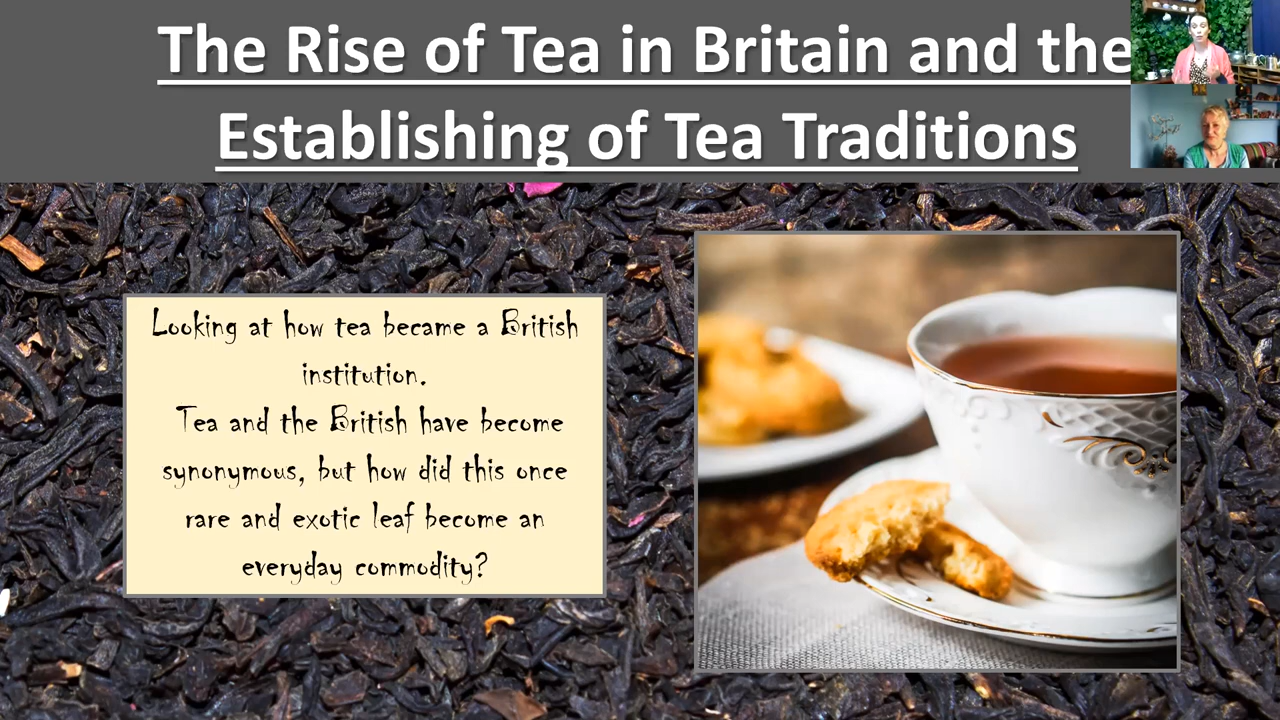 The Rise of Tea in Britain and the
Establishing of Tea Traditions
Looking at how tea became a British
institution.
Tea and the British have become
synonymous, but how did this once
rare and exotic leaf become an
everyday commodity?